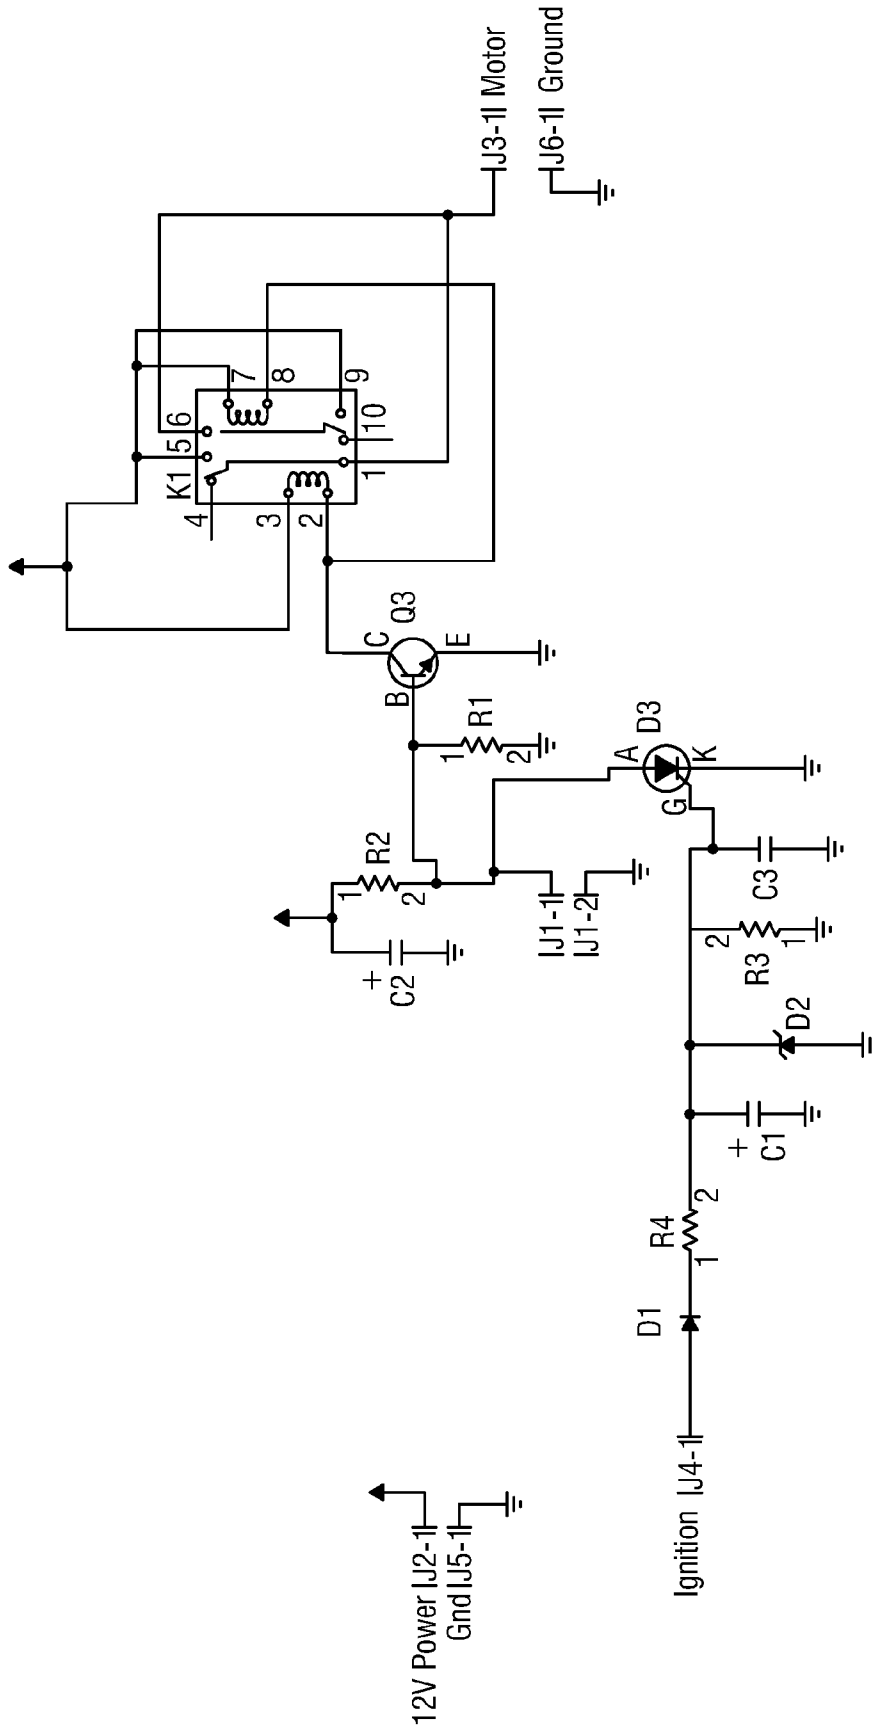 12V Power J2-1
Gnd J5-1
Ignition J4-1
D1
R4
1
2
+
C1
D2
R3
2
1
C3
+
C2
R2
1
2
J1-1
J1-2
R1
1
2
D3
A
G
K
Q3
B
C
E
K1
4
3
2
5
6
7
8
9
10
1
J3-1 Motor
J6-1 Ground